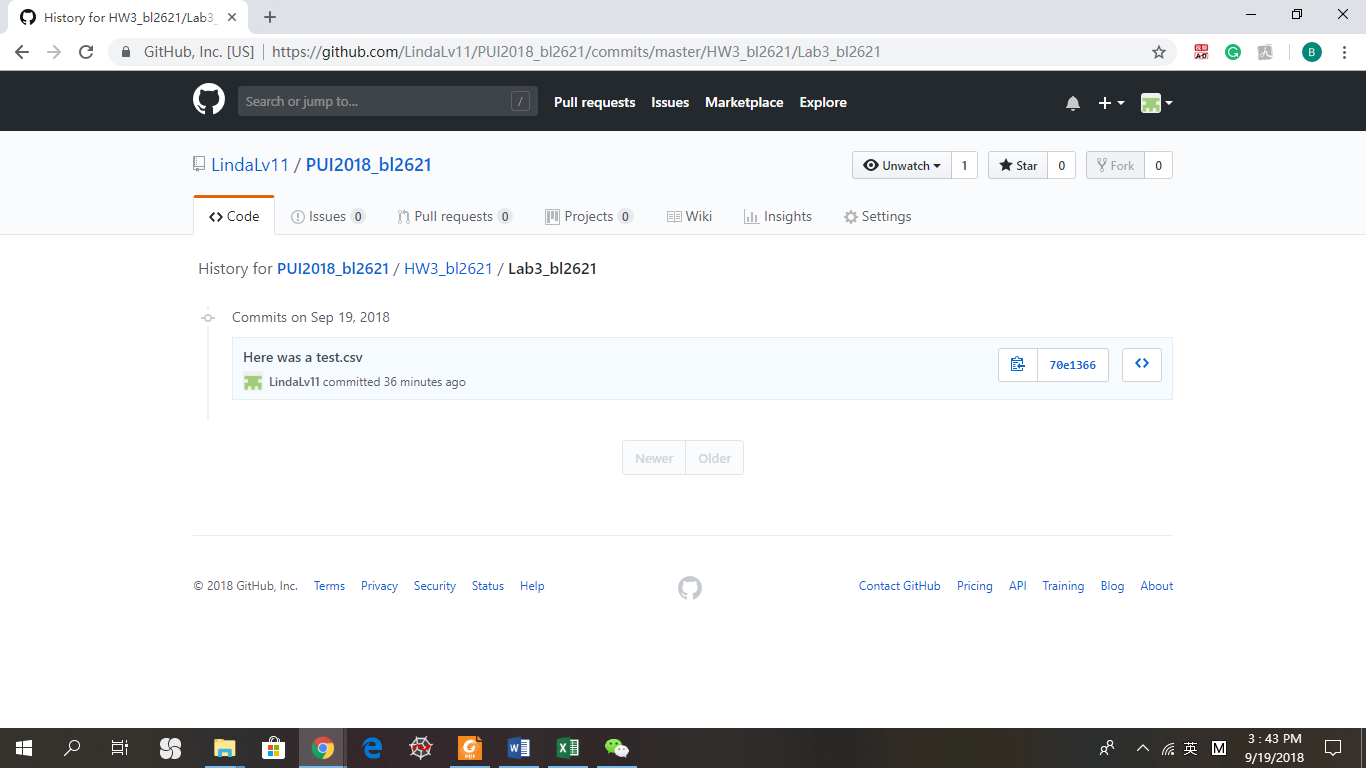 History for HW3_bl2621/Lab3_
GitHub, Inc. [US] | https://github.com/LindaLv11/PUI2018_bl2621/commits/master/HW3_bl2621/Lab3_bl2621
B
Search or jump to... /
Pull requests Issues Marketplace Explore
LindaLv11 / PUI2018_bl2621
Unwatch 1 Star 0 Fork 0
Code Issues 0 Pull requests 0 Projects 0 Wiki Insights Settings
History for PUI2018_bl2621 / HW3_bl2621 / Lab3_bl2621
Commits on Sep 19, 2018
Here was a test.csv
LindaLv11 committed 36 minutes ago
70e1366
Newer Older
© 2018 GitHub, Inc. Terms Privacy Security Status Help
Contact GitHub Pricing API Training Blog About
英 M
3:43 PM
9/19/2018